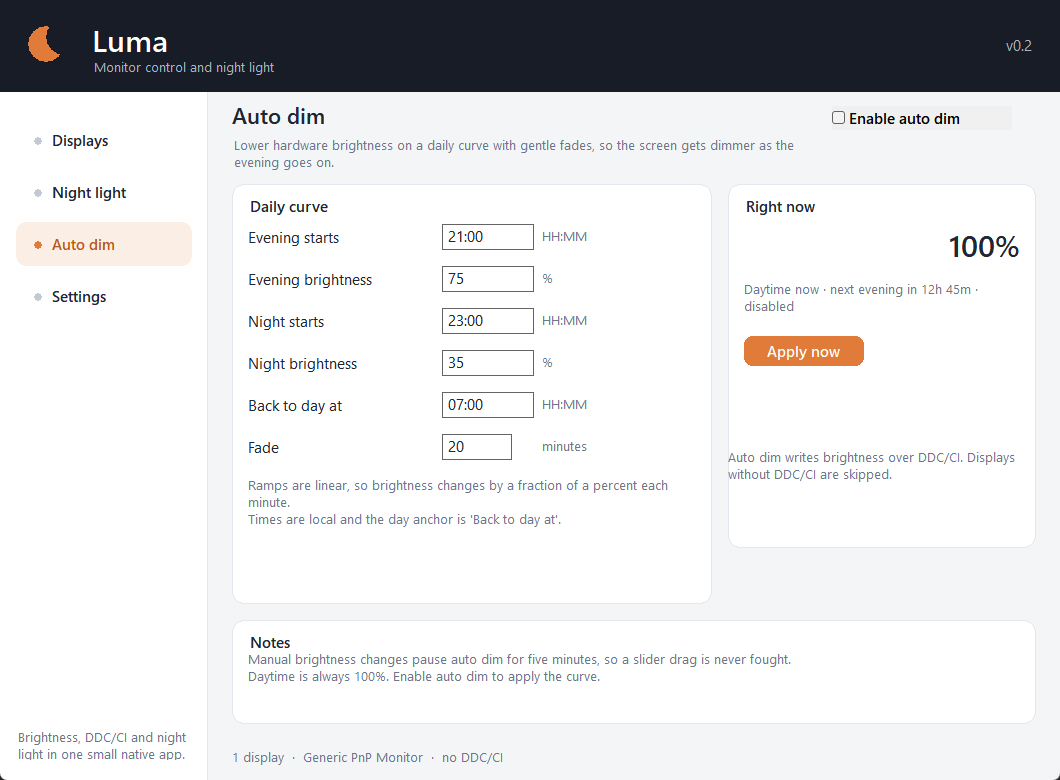 Luma
Monitor control and night light
v0.2
Displays
Night light
Auto dim
Settings
Brightness, DDC/CI and night
light in one small native app.
Auto dim
Enable auto dim
Lower hardware brightness on a daily curve with gentle fades, so the screen gets dimmer as the
evening goes on.
Daily curve
Evening starts 21:00 HH:MM
Evening brightness 75 %
Night starts 23:00 HH:MM
Night brightness 35 %
Back to day at 07:00 HH:MM
Fade 20 minutes
Ramps are linear, so brightness changes by a fraction of a percent each
minute.
Times are local and the day anchor is 'Back to day at'.
Right now
100%
Daytime now · next evening in 12h 45m ·
disabled
Apply now
Auto dim writes brightness over DDC/CI. Displays
without DDC/CI are skipped.
Notes
Manual brightness changes pause auto dim for five minutes, so a slider drag is never fought.
Daytime is always 100%. Enable auto dim to apply the curve.
1 display · Generic PnP Monitor · no DDC/CI